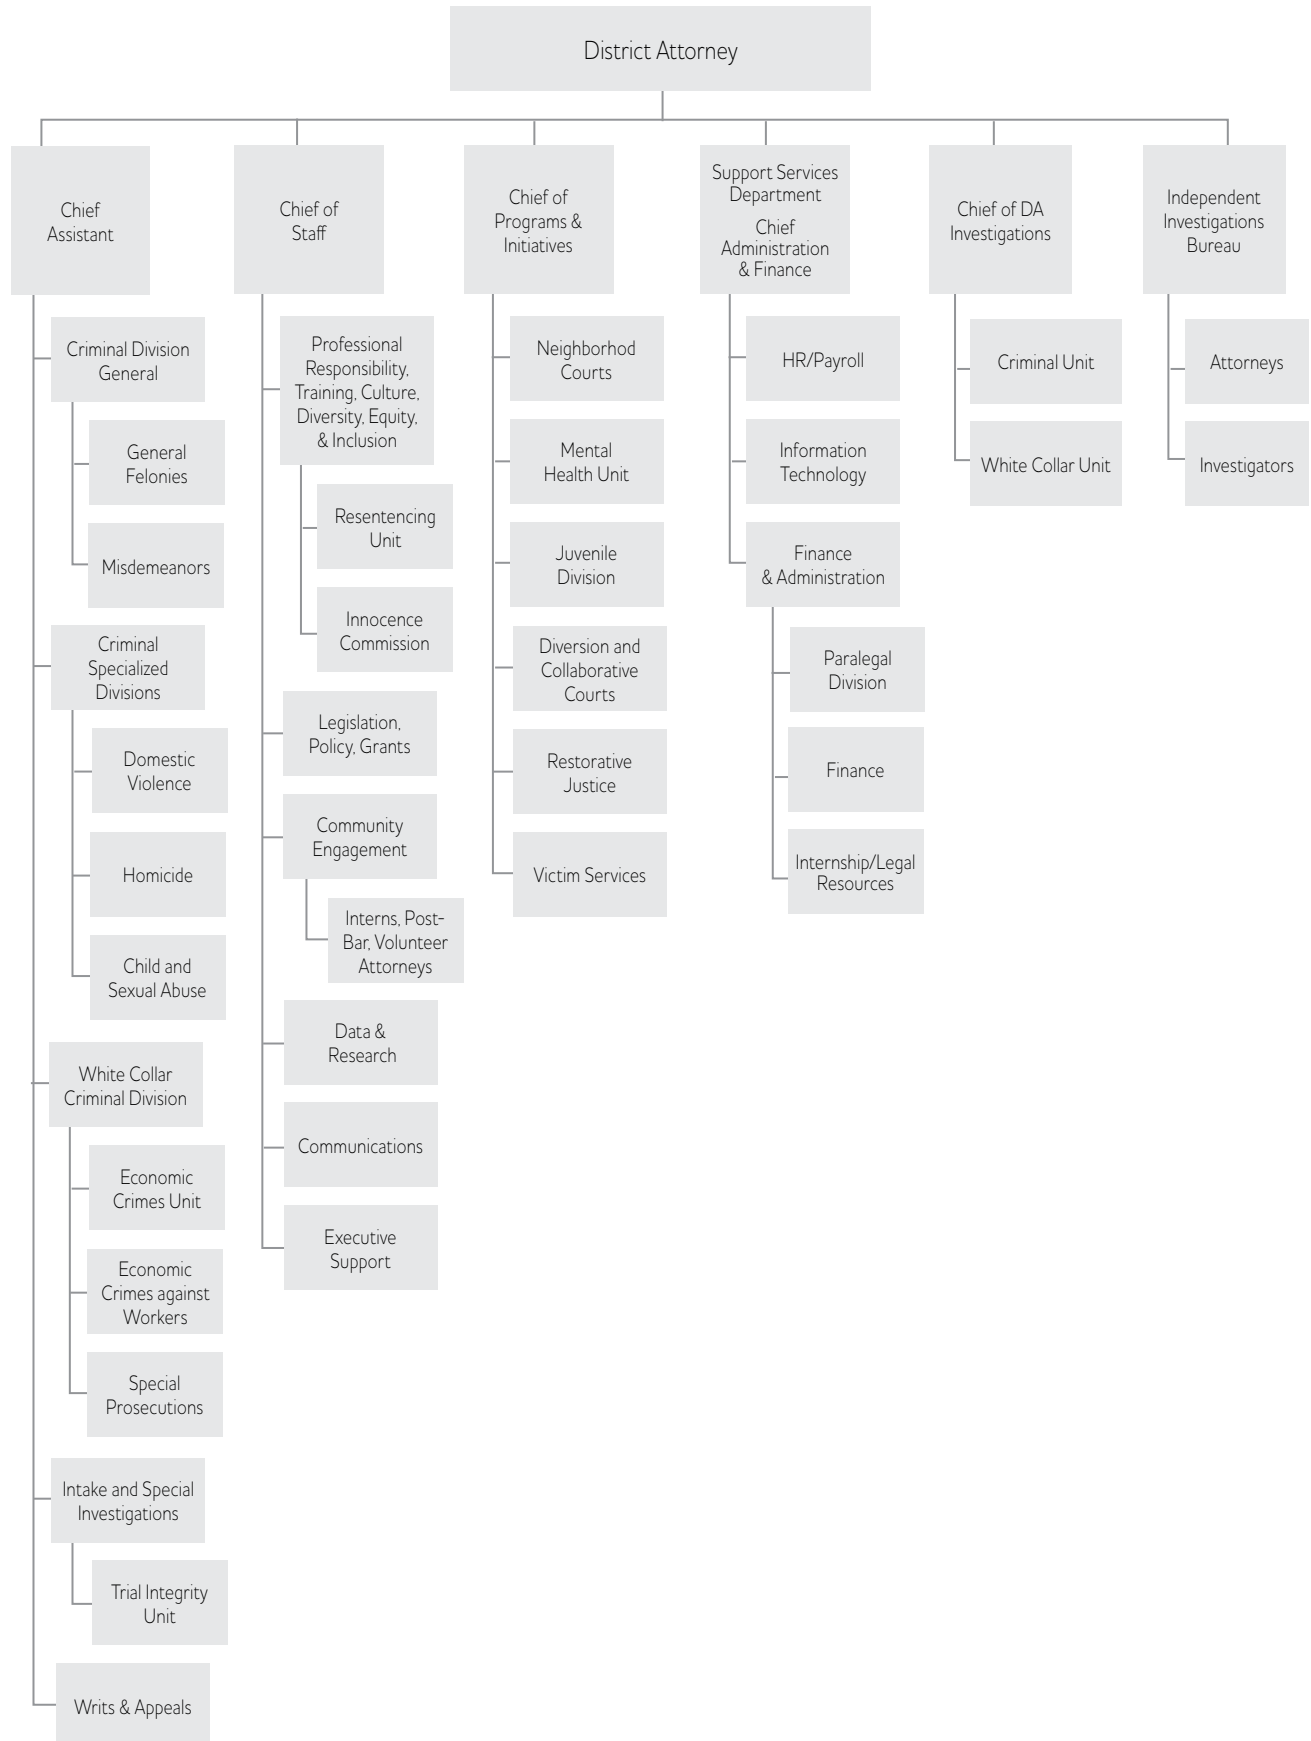 District Attorney
Chief
Assistant
Criminal Division
General
General
Felonies
Misdemeanors
Criminal
Specialized
Divisions
Domestic
Violence
Homicide
Child and
Sexual Abuse
White Collar
Criminal Division
Economic
Crimes Unit
Economic
Crimes against
Workers
Special
Prosecutions
Intake and Special
Investigations
Trial Integrity
Unit
Writs & Appeals
Chief of
Staff
Professional
Responsibility,
Training, Culture,
Diversity, Equity,
& Inclusion
Resentencing
Unit
Innocence
Commission
Legislation,
Policy, Grants
Community
Engagement
Interns, Post-
Bar, Volunteer
Attorneys
Data &
Research
Communications
Executive
Support
Chief of
Programs &
Initiatives
Neighborhod
Courts
Mental
Health Unit
Juvenile
Division
Diversion and
Collaborative
Courts
Restorative
Justice
Victim Services
Support Services
Department
Chief
Administration
& Finance
HR/Payroll
Information
Technology
Finance
& Administration
Paralegal
Division
Finance
Internship/Legal
Resources
Chief of DA
Investigations
Criminal Unit
White Collar Unit
Independent
Investigations
Bureau
Attorneys
Investigators